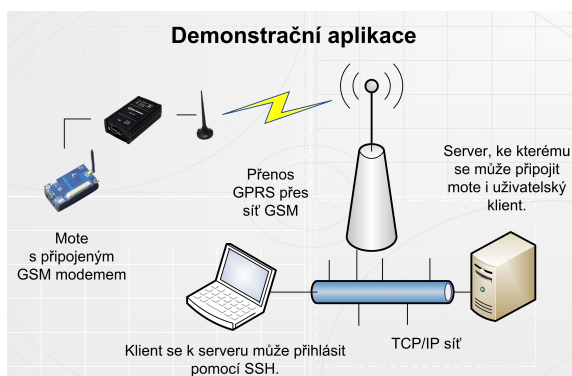 Demonstrační aplikace
Server, ke kterému
se může připojit
mote i uživatelský
klient.
Přenos
GPRS přes
síť GSM
Mote
s připojeným
GSM modemem
TCP/IP síť
Klient se k serveru může přihlásit
pomocí SSH.